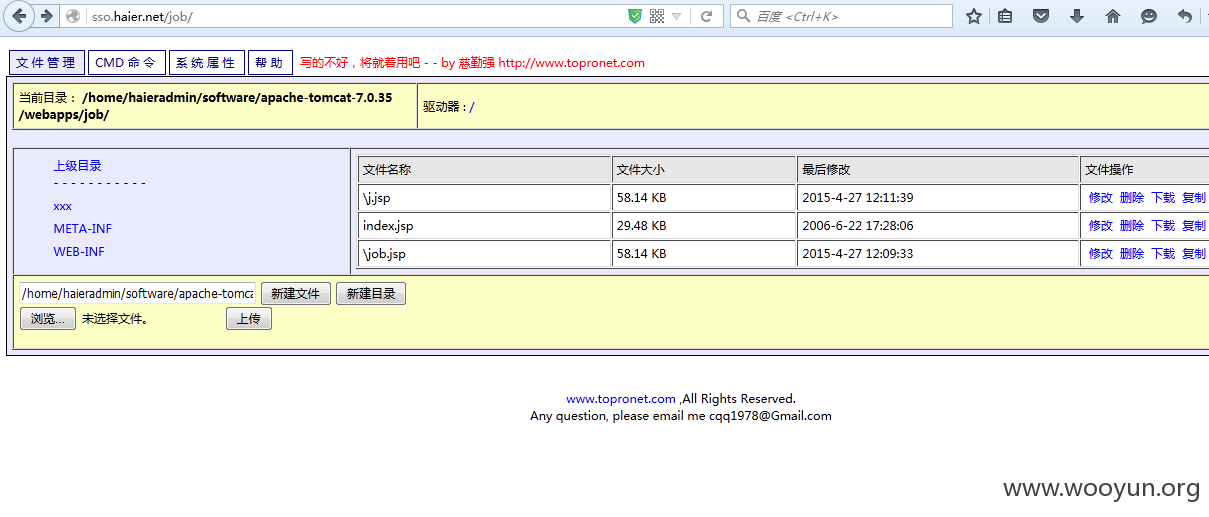 sso.haier.net/job/
百度 <Ctrl+K>
文件管理 CMD 命令 系统属性 帮助 写的不好，将就着用吧 - - by 慈勤强 http://www.topronet.com
当前目录： /home/haieradmin/software/apache-tomcat-7.0.35
/webapps/job/
驱动器 : /
上级目录
- - - - - - - - - - -
xxx
META-INF
WEB-INF
文件名称 文件大小 最后修改 文件操作
\j.jsp 58.14 KB 2015-4-27 12:11:39 修改 删除 下载 复制
index.jsp 29.48 KB 2006-6-22 17:28:06 修改 删除 下载 复制
\job.jsp 58.14 KB 2015-4-27 12:09:33 修改 删除 下载 复制
/home/haieradmin/software/apache-tomca 新建文件 新建目录
浏览... 未选择文件。 上传
www.topronet.com ,All Rights Reserved.
Any question, please email me cqq1978@Gmail.com
www.wooyun.org